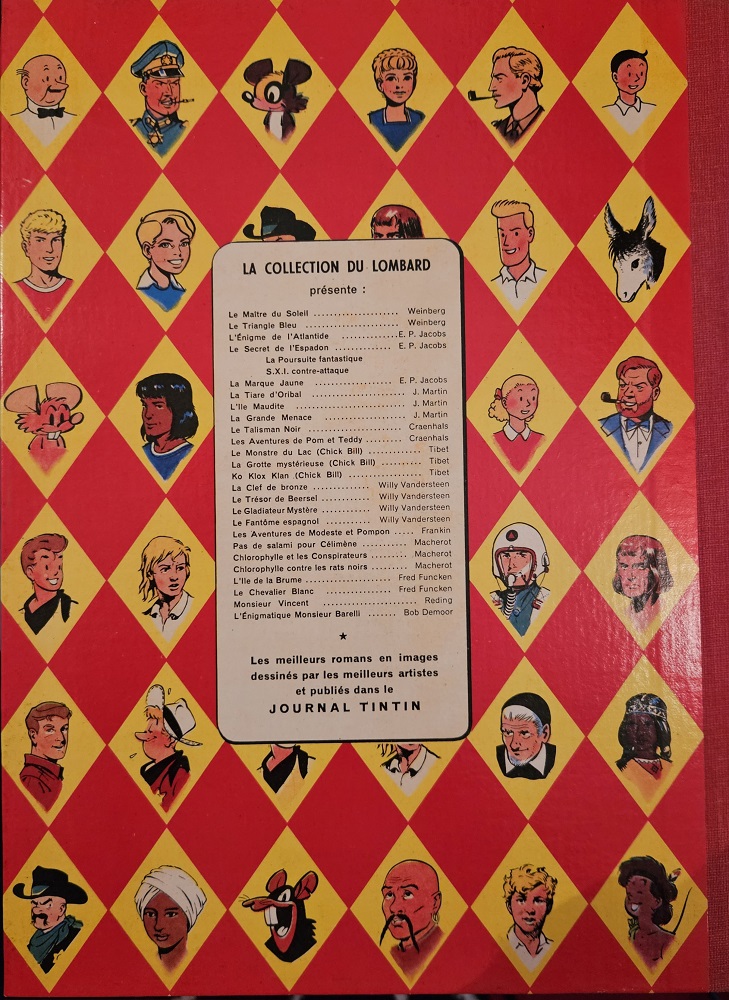 LA COLLECTION DU LOMBARD
présente :
Le Maître du Soleil ..................... Weinberg
Le Triangle Bleu ....................... Weinberg
L'Énigme de l'Atlantide ..............E. P. Jacobs
Le Secret de l'Espadon .............. E. P. Jacobs
La Poursuite fantastique
S.X.I. contre-attaque
La Marque Jaune ................... E. P. Jacobs
La Tiare d'Oribal ....................... J. Martin
L'Ile Maudite ........................... J. Martin
La Grande Menace .................... J. Martin
Le Talisman Noir ..................... Craenhals
Les Aventures de Pom et Teddy ......... Craenhals
Le Monstre du Lac (Chick Bill) .......... Tibet
La Grotte mystérieuse (Chick Bill) ....... Tibet
Ko Klox Klan (Chick Bill) .................. Tibet
La Clef de bronze .............. Willy Vandersteen
Le Trésor de Beersel ............ Willy Vandersteen
Le Gladiateur Mystère ........... Willy Vandersteen
Le Fantôme espagnol ............ Willy Vandersteen
Les Aventures de Modeste et Pompon ..... Frankin
Pas de salami pour Célimène ........... Macherot
Chlorophylle et les Conspirateurs ......... Macherot
Chlorophylle contre les rats noirs ........ Macherot
L'Ile de la Brume ..................... Fred Funcken
Le Chevalier Blanc ................ Fred Funcken
Monsieur Vincent ....................... Reding
L'Énigmatique Monsieur Barelli ....... Bob Demoor
★
Les meilleurs romans en images
dessinés par les meilleurs artistes
et publiés dans le
JOURNAL TINTIN